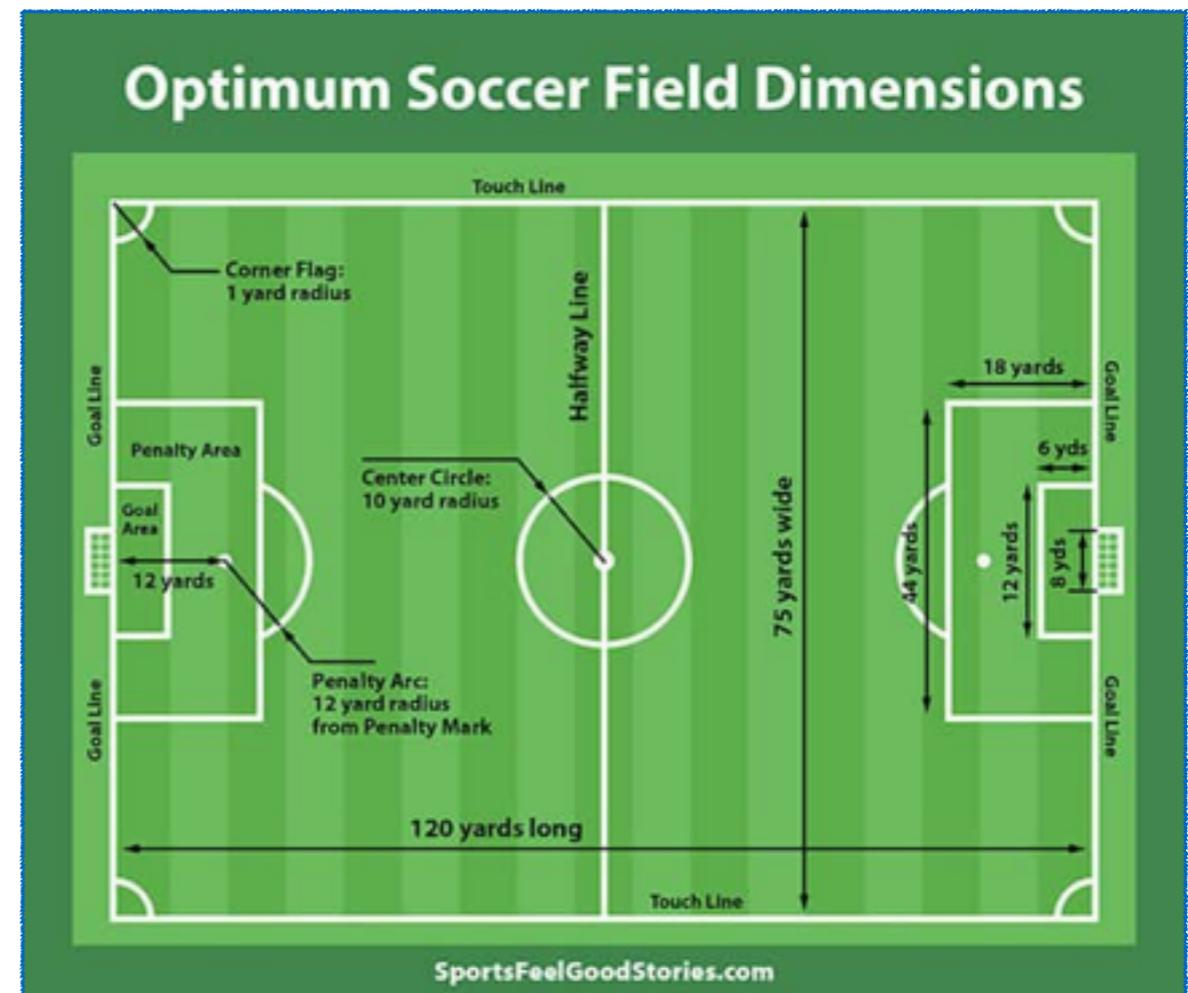 Optimum Soccer Field Dimensions
Touch Line
Corner Flag:
1 yard radius
Halfway Line
Goal Line
Goal Line
18 yards
Penalty Area
6 yds
Center Circle:
10 yard radius
Goal
Area
75 yards wide
44 yards
12 yards
8 yds
12 yards
Penalty Arc:
12 yard radius
from Penalty Mark
Goal Line
Goal Line
120 yards long
Touch Line
SportsFeelGoodStories.com